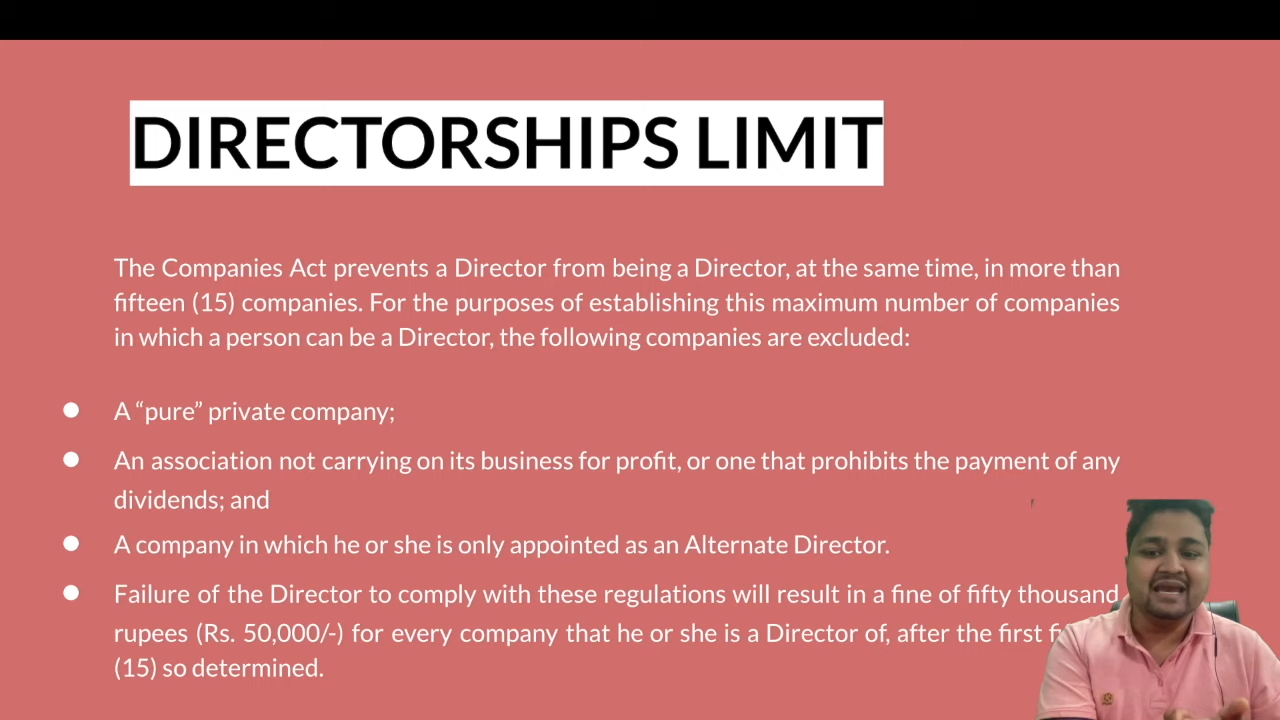 DIRECTORSHIPS LIMIT
The Companies Act prevents a Director from being a Director, at the same time, in more than
fifteen (15) companies. For the purposes of establishing this maximum number of companies
in which a person can be a Director, the following companies are excluded:
● A “pure” private company;
● An association not carrying on its business for profit, or one that prohibits the payment of any
dividends; and
● A company in which he or she is only appointed as an Alternate Director.
● Failure of the Director to comply with these regulations will result in a fine of fifty thousand
rupees (Rs. 50,000/-) for every company that he or she is a Director of, after the first
(15) so determined.